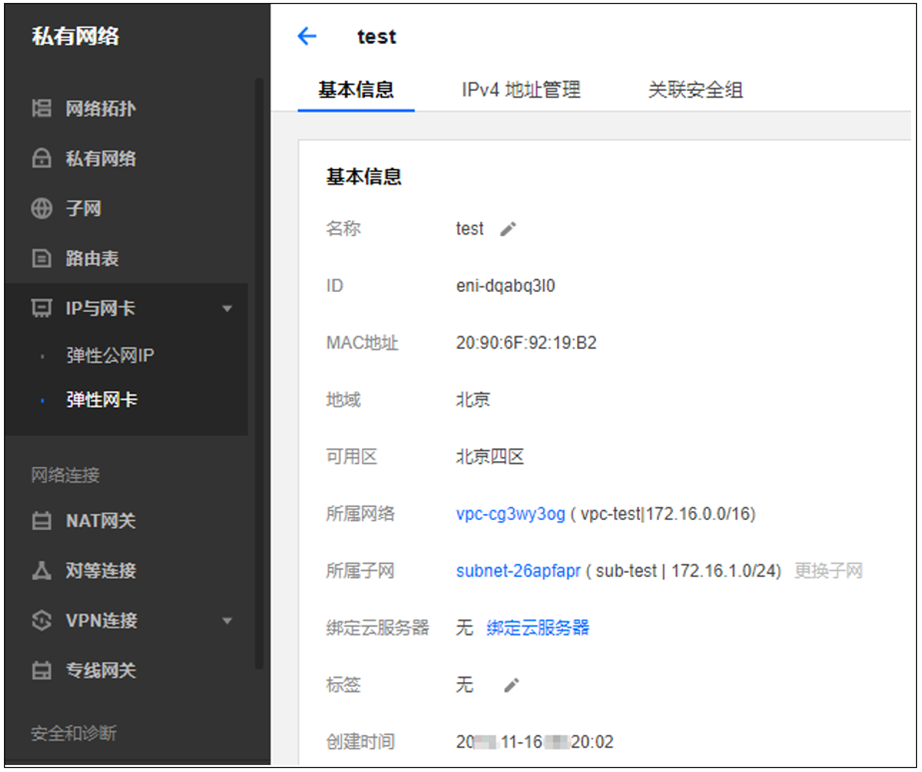 私有网络
网络拓扑
私有网络
子网
路由表
IP与网卡
弹性公网IP
弹性网卡
网络连接
NAT网关
对等连接
VPN连接
专线网关
安全和诊断
test
基本信息 IPv4 地址管理 关联安全组
基本信息
名称 test
ID eni-dqabq3l0
MAC地址 20:90:6F:92:19:B2
地域 北京
可用区 北京四区
所属网络 vpc-cg3wy3og ( vpc-test|172.16.0.0/16)
所属子网 subnet-26apfapr ( sub-test | 172.16.1.0/24) 更换子网
绑定云服务器 无 绑定云服务器
标签 无
创建时间 20 11-16 20:02